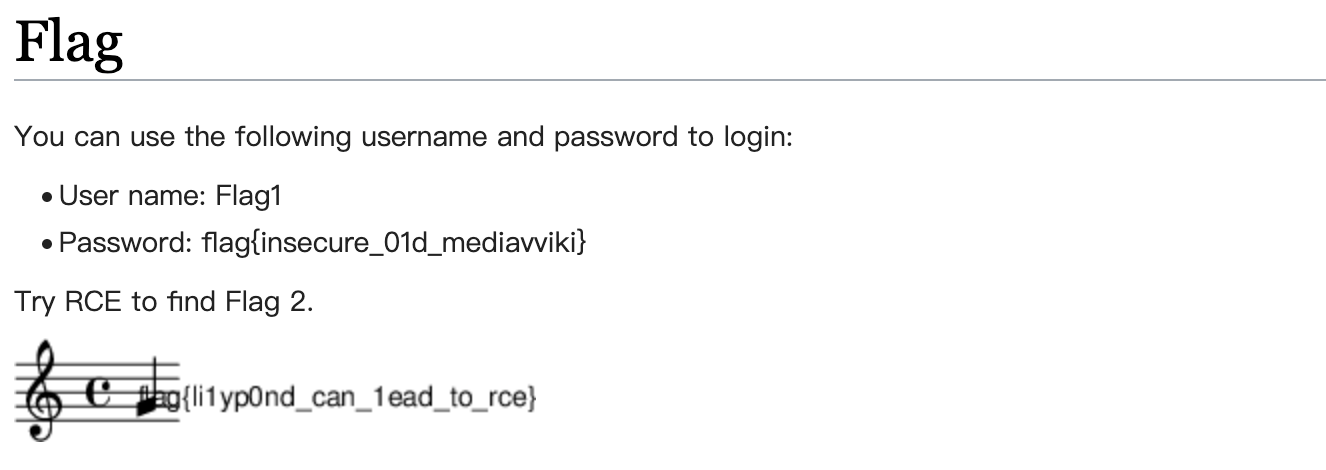 Flag
You can use the following username and password to login:
• User name: Flag1
• Password: flag{insecure_01d_mediavviki}
Try RCE to find Flag 2.
flag{li1yp0nd_can_1ead_to_rce}